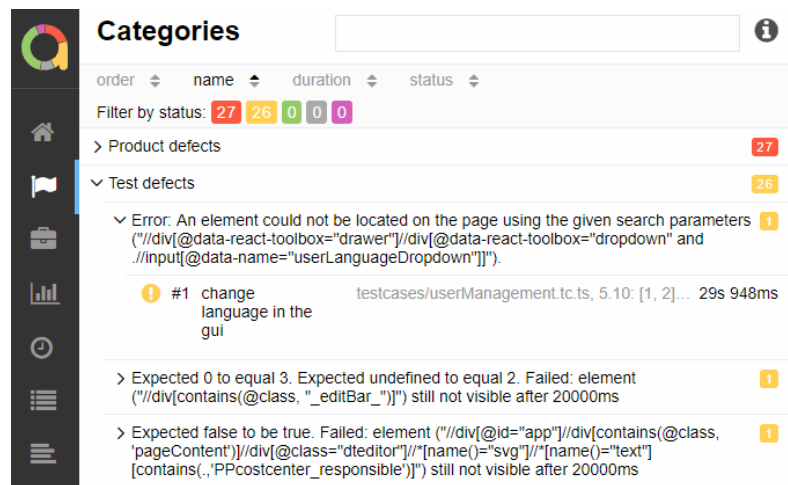 Categories
order name duration status
Filter by status: 27 26 0 0 0
Product defects 27
Test defects 26
Error: An element could not be located on the page using the given search parameters 1
("//div[@data-react-toolbox="drawer"]//div[@data-react-toolbox="dropdown" and
.//input[@data-name="userLanguageDropdown"]]").
#1 change testcases/userManagement.tc.ts, 5.10: [1, 2]... 29s 948ms
language in the
gui
Expected 0 to equal 3. Expected undefined to equal 2. Failed: element 1
("//div[contains(@class, "_editBar_")]") still not visible after 20000ms
Expected false to be true. Failed: element ("//div[@id="app"]//div[contains(@class, 1
'pageContent')]//div[@class="dteditor"]//*[name()="svg"]//*[name()="text"]
[contains(.,'PPcostcenter_responsible')]") still not visible after 20000ms